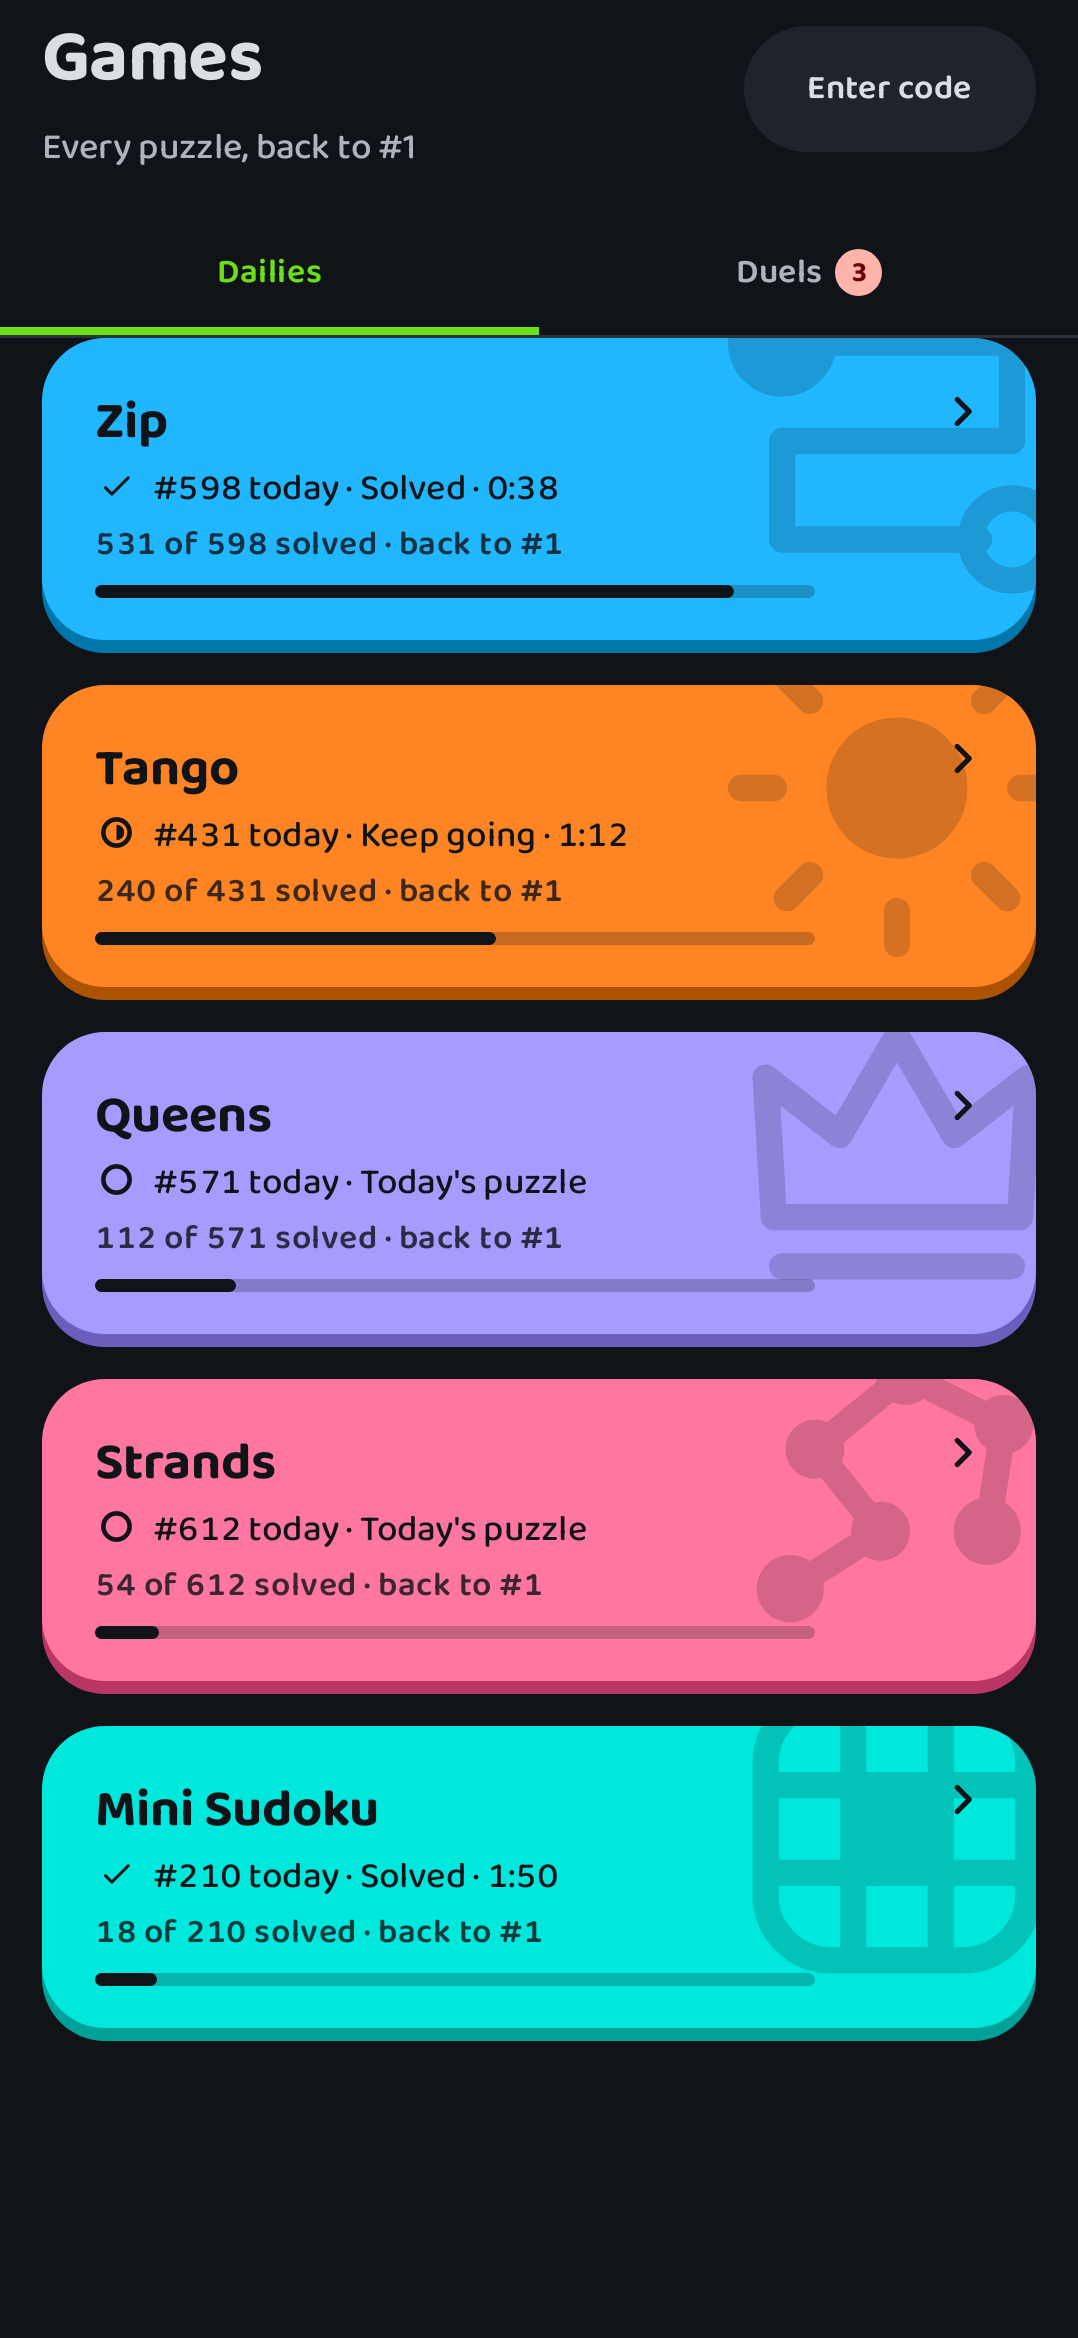 Games
Enter code
Every puzzle, back to #1
Dailies
Duels 3
Zip
#598 today · Solved · 0:38
531 of 598 solved · back to #1
Tango
#431 today · Keep going · 1:12
240 of 431 solved · back to #1
Queens
#571 today · Today's puzzle
112 of 571 solved · back to #1
Strands
#612 today · Today's puzzle
54 of 612 solved · back to #1
Mini Sudoku
#210 today · Solved · 1:50
18 of 210 solved · back to #1